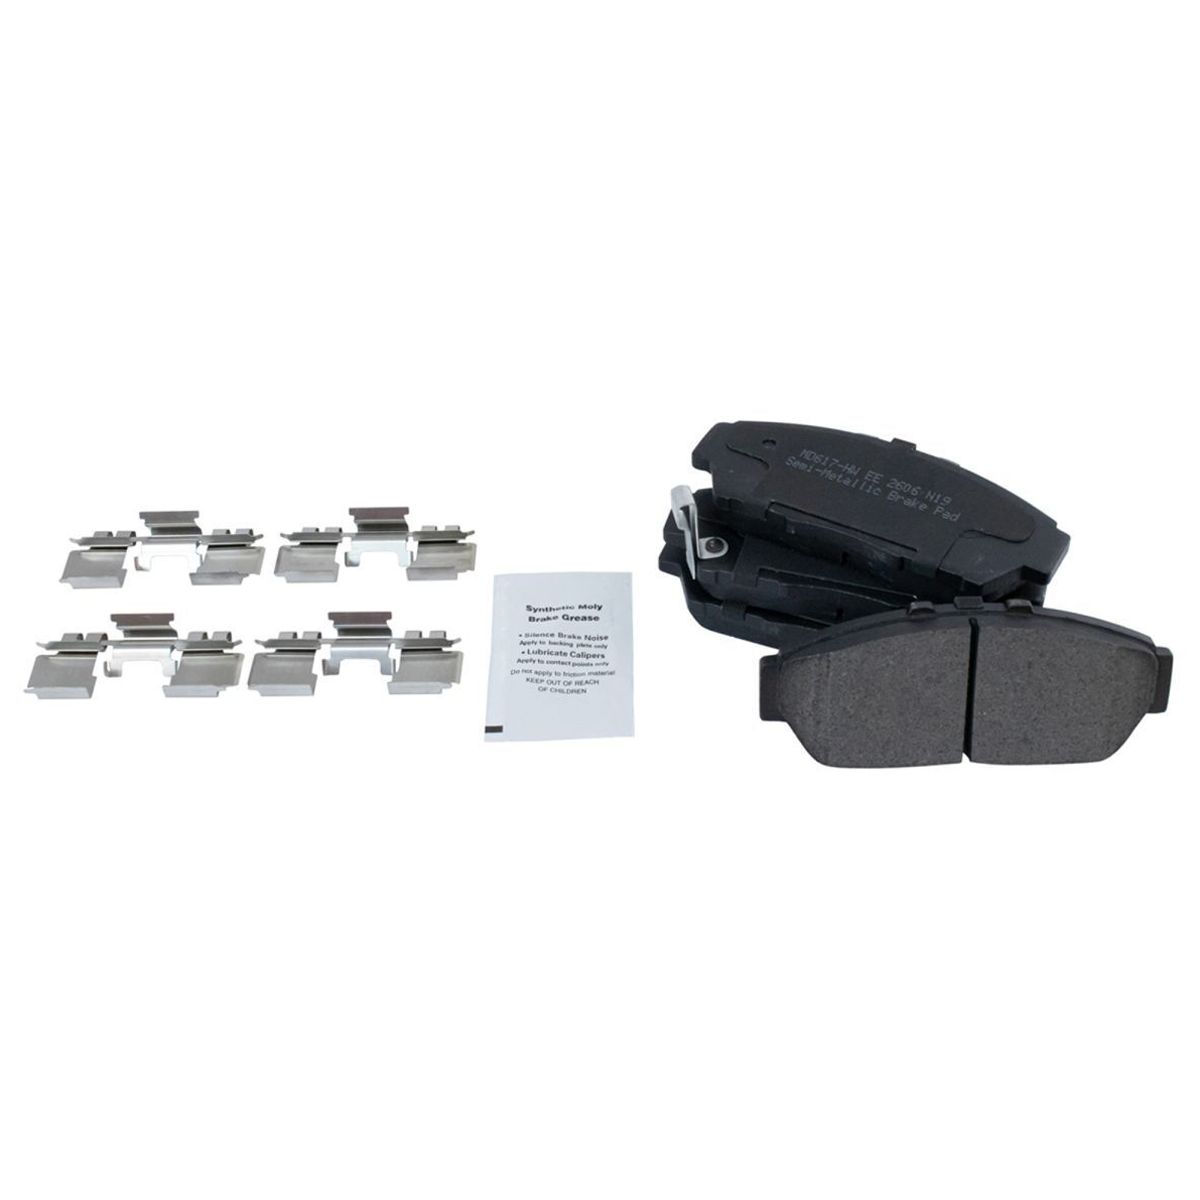 MD617-HW EE 2606 N19
Semi-Metallic Brake Pad
Synthetic Moly
Brake Grease
• Silence Brake Noise
Apply to backing plate only
• Lubricate Calipers
Apply to contact points only
Do not apply to friction material
KEEP OUT OF REACH
OF CHILDREN